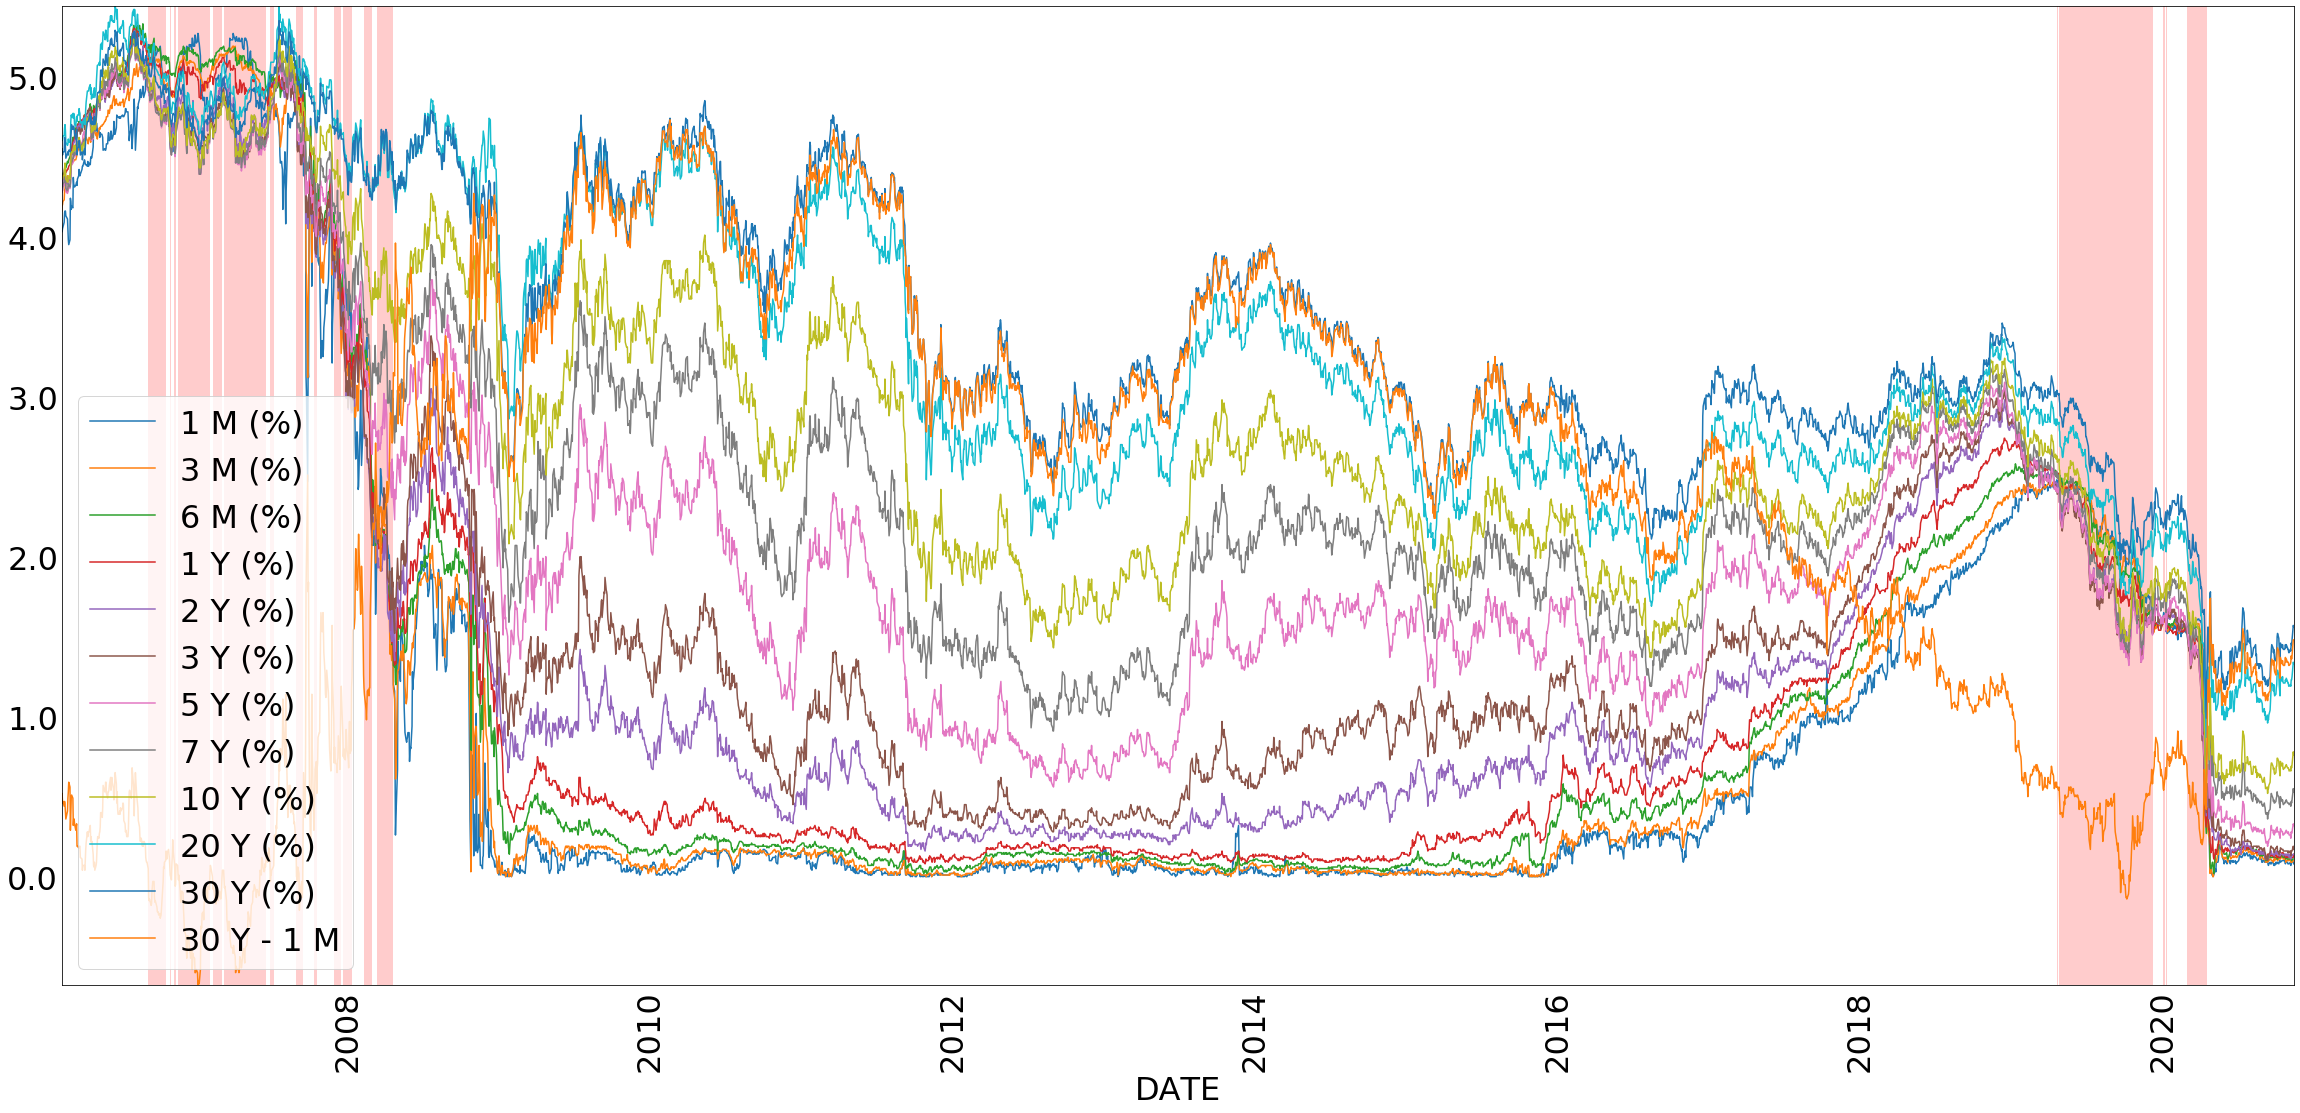 5.0
4.0
3.0
2.0
1.0
0.0
1 M (%)
3 M (%)
6 M (%)
1 Y (%)
2 Y (%)
3 Y (%)
5 Y (%)
7 Y (%)
10 Y (%)
20 Y (%)
30 Y (%)
30 Y - 1 M
2008
2010
2012
2014
2016
2018
2020
DATE